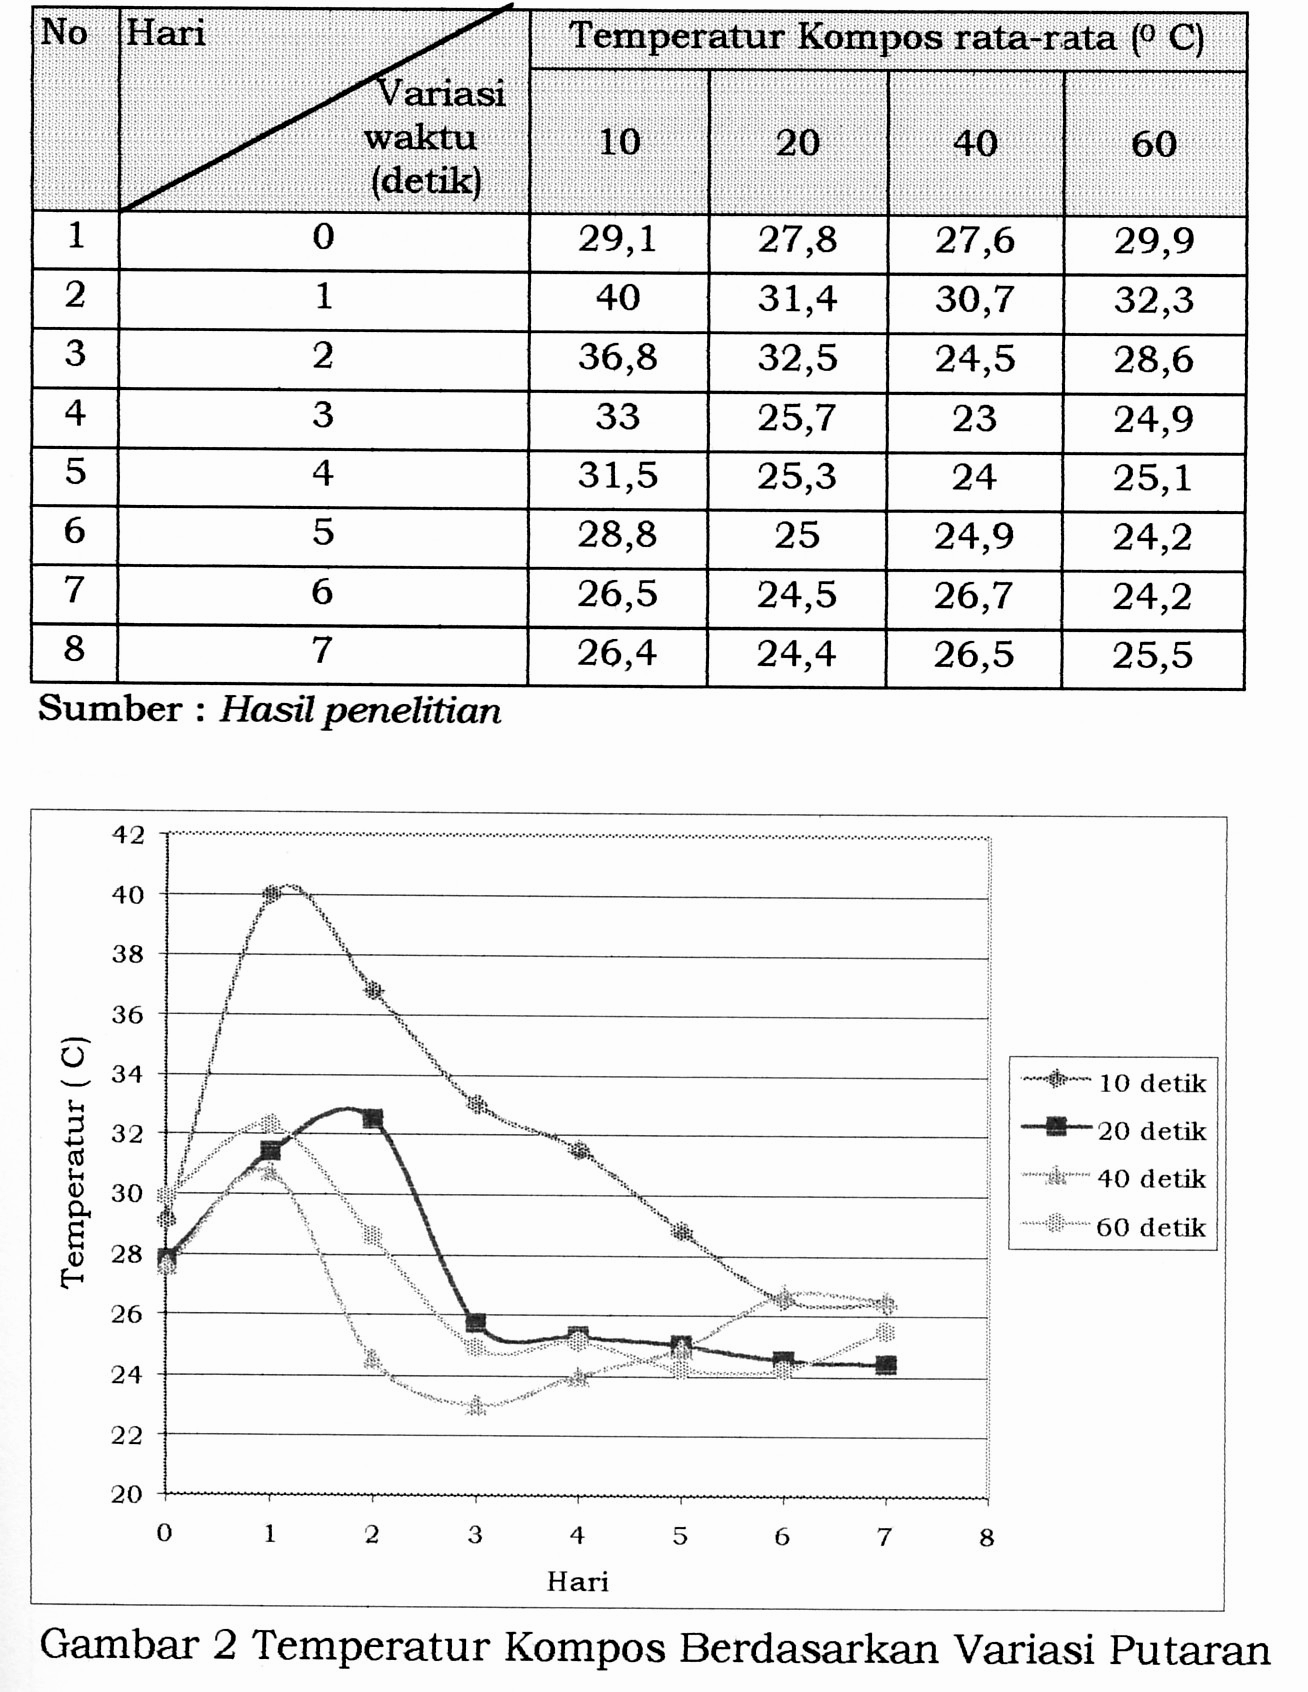 No Hari Temperatur Kompos rata-rata (⁰ C)
Variasi
waktu
(detik)
10 20 40 60
1 0 29,1 27,8 27,6 29,9
2 1 40 31,4 30,7 32,3
3 2 36,8 32,5 24,5 28,6
4 3 33 25,7 23 24,9
5 4 31,5 25,3 24 25,1
6 5 28,8 25 24,9 24,2
7 6 26,5 24,5 26,7 24,2
8 7 26,4 24,4 26,5 25,5
Sumber : Hasil penelitian
42
40
38
36
34
32
30
28
26
24
22
20
Temperatur ( C)
0 1 2 3 4 5 6 7 8
Hari
10 detik
20 detik
40 detik
60 detik
Gambar 2 Temperatur Kompos Berdasarkan Variasi Putaran